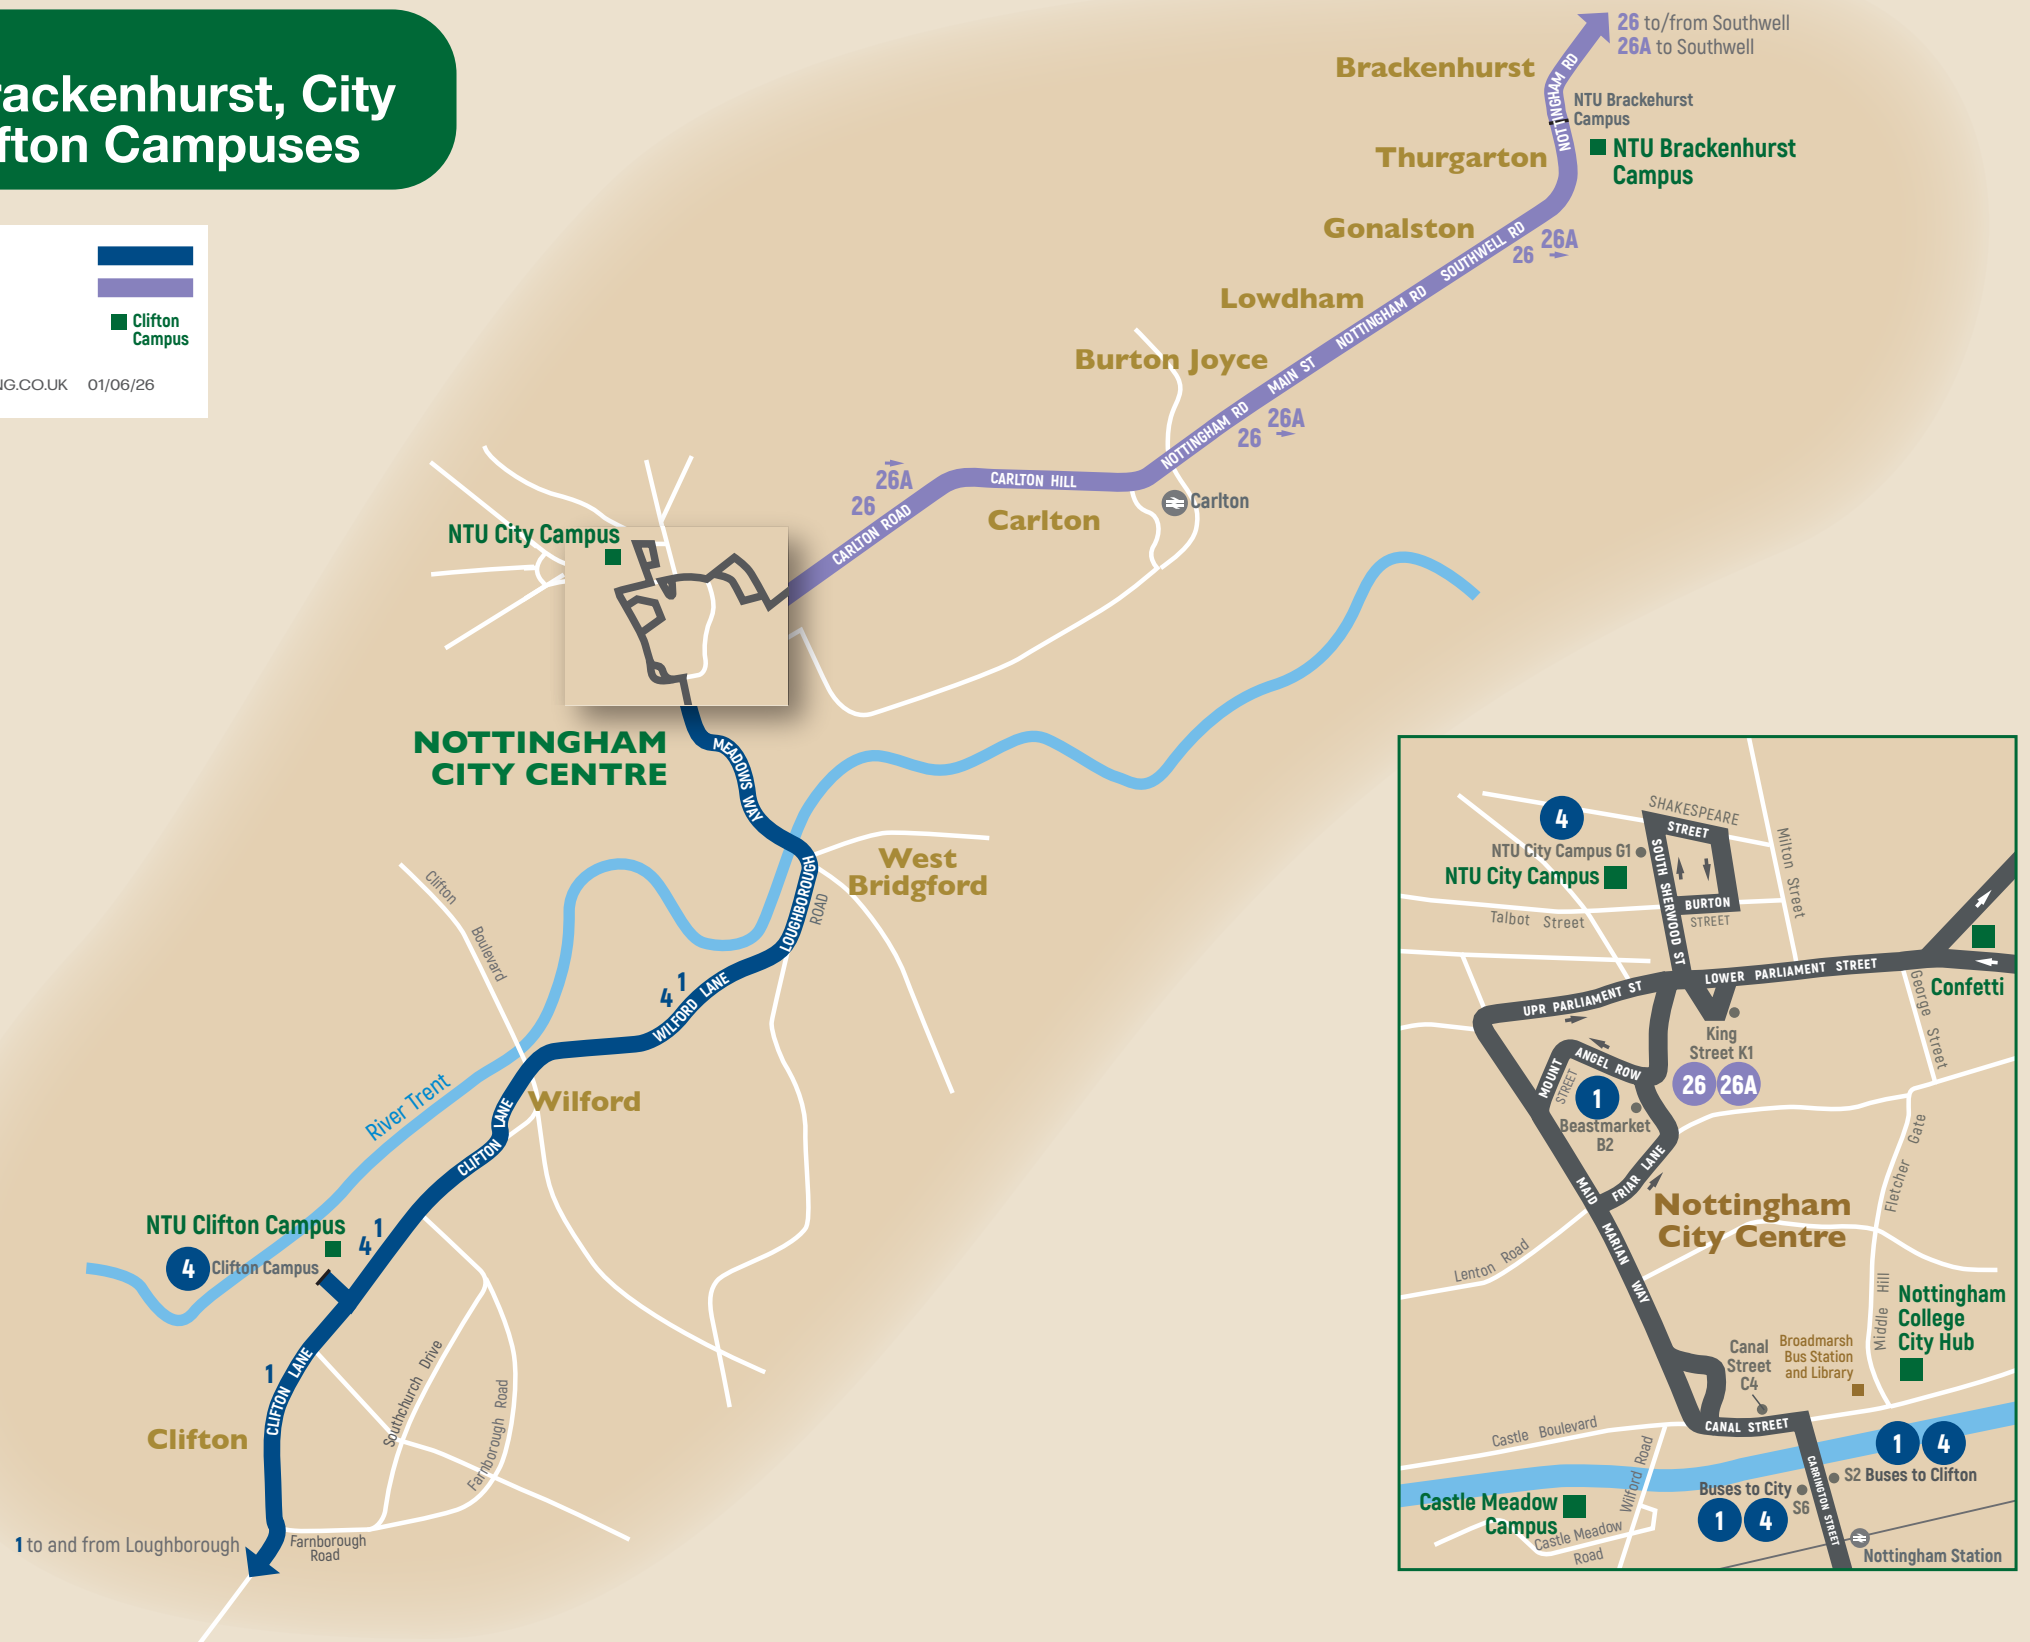 rackenhurst, City
fton Campuses
Clifton
Campus
NG.CO.UK 01/06/26
26 to/from Southwell
26A to Southwell
Brackenhurst
NOTTINGHAM RD
NTU Brackehurst
Campus
NTU Brackenhurst
Campus
Thurgarton
Gonalston
SOUTHWELL RD
26A
26
Lowdham
NOTTINGHAM RD
Burton Joyce
MAIN ST
NOTTINGHAM RD
26A
26
26A
26
CARLTON HILL
CARLTON ROAD
Carlton
Carlton
NTU City Campus
NOTTINGHAM
CITY CENTRE
MEADOWS WAY
LOUGHBOROUGH
ROAD
West
Bridgford
Clifton
Boulevard
1
4
WILFORD LANE
Wilford
River Trent
CLIFTON LANE
NTU Clifton Campus
4 Clifton Campus
1
4
1
CLIFTON LANE
Clifton
Southchurch Drive
Farnborough Road
Farnborough
Road
1 to and from Loughborough
SHAKESPEARE
STREET
4
NTU City Campus G1
NTU City Campus
SOUTH SHERWOOD ST
BURTON
STREET
Milton Street
Talbot Street
LOWER PARLIAMENT STREET
UPR PARLIAMENT ST
Confetti
George Street
King
Street K1
26 26A
ANGEL ROW
MOUNT
STREET
1
Beastmarket
B2
FRIAR LANE
MAID MARIAN WAY
Nottingham
City Centre
Fletcher Gate
Lenton Road
Middle Hill
Nottingham
College
City Hub
Canal
Street
C4
Broadmarsh
Bus Station
and Library
CANAL STREET
Castle Boulevard
Wilford Road
1 4
S2 Buses to Clifton
CARRINGTON STREET
Buses to City
S6
1 4
Castle Meadow
Campus
Castle Meadow
Road
Nottingham Station